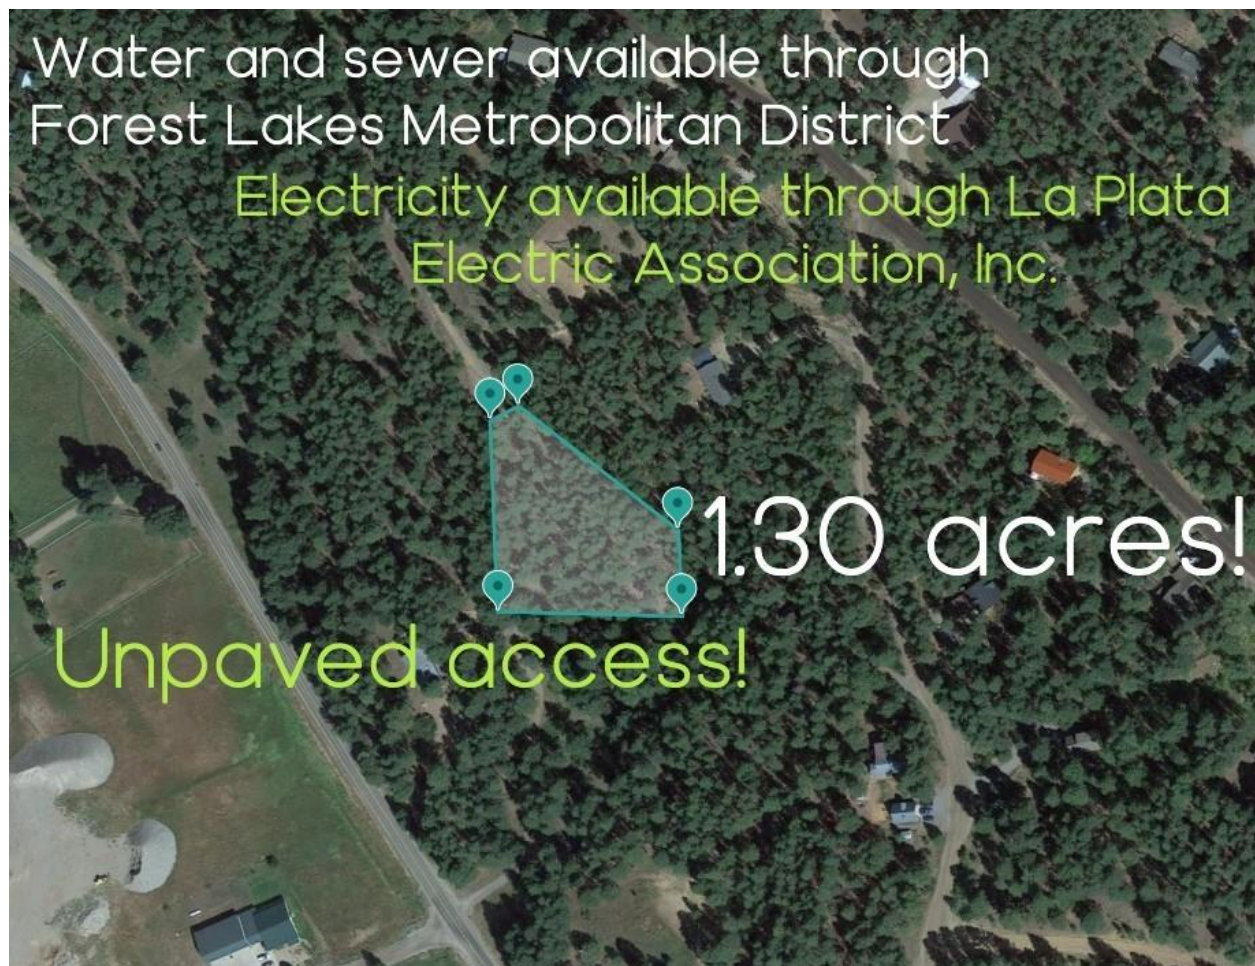 Water and sewer available through
Forest Lakes Metropolitan District
Electricity available through La Plata
Electric Association, Inc.
1.30 acres!
Unpaved access!